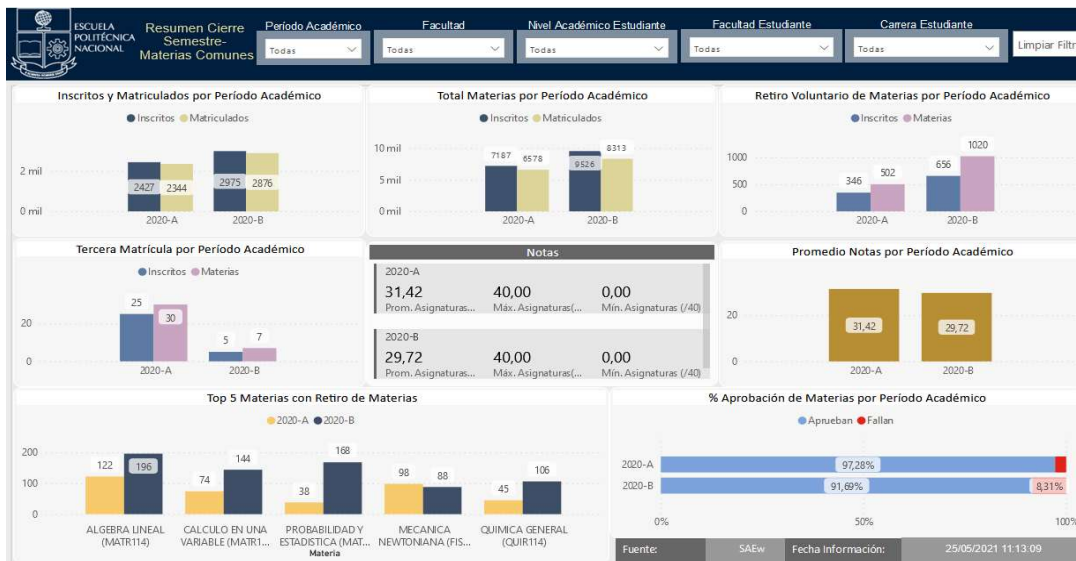 ESCUELA
POLITÉCNICA
NACIONAL
Resumen Cierre
Semestre-
Materias Comunes
Período Académico
Todas
Facultad
Todas
Nivel Académico Estudiante
Todas
Facultad Estudiante
Todas
Carrera Estudiante
Todas
Limpiar Filtr
Inscritos y Matriculados por Período Académico
Inscritos Matriculados
2 mil
0 mil
2427 2344 2975 2876
2020-A 2020-B
Total Materias por Período Académico
Inscritos Matriculados
10 mil
5 mil
0 mil
7187 6578 9526 8313
2020-A 2020-B
Retiro Voluntario de Materias por Período Académico
Inscritos Materias
1000
500
0
346 502 656 1020
2020-A 2020-B
Tercera Matrícula por Período Académico
Inscritos Materias
20
0
25 30 5 7
2020-A 2020-B
Notas
2020-A
31,42 40,00 0,00
Prom. Asignaturas... Máx. Asignaturas(... Mín. Asignaturas (/40)
2020-B
29,72 40,00 0,00
Prom. Asignaturas... Máx. Asignaturas(... Mín. Asignaturas (/40)
Promedio Notas por Período Académico
20
0
31,42 29,72
2020-A 2020-B
Top 5 Materias con Retiro de Materias
2020-A 2020-B
200
100
0
122 196 74 144 38 168 98 88 45 106
ALGEBRA LINEAL CALCULO EN UNA PROBABILIDAD Y MECANICA QUIMICA GENERAL
(MATR114) VARIABLE (MATR1... ESTADISTICA (MAT... NEWTONIANA (FIS... (QUIR114)
Materia
% Aprobación de Materias por Período Académico
Aprueban Fallan
2020-A 97,28%
2020-B 91,69% 8,31%
0% 50% 100%
Fuente: SAEw Fecha Información: 25/05/2021 11:13:09